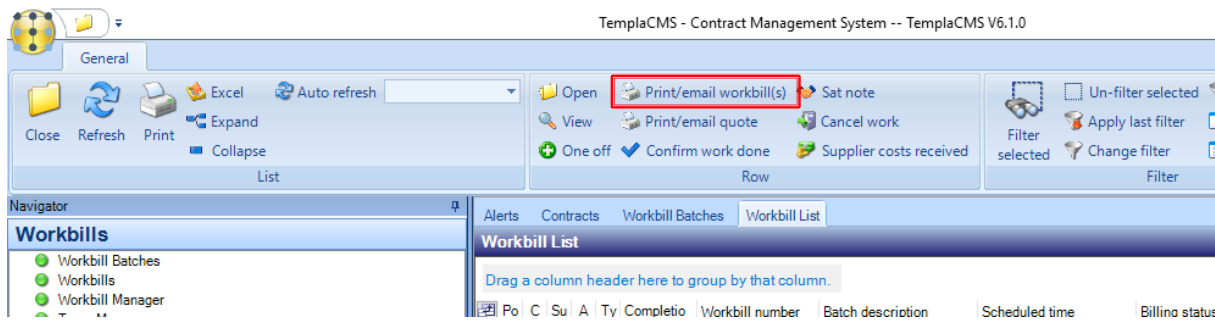 TemplaCMS - Contract Management System -- TemplaCMS V6.1.0
General
Close
Refresh
Print
Excel
Expand
Collapse
Auto refresh
List
Open
View
One off
Print/email workbill(s)
Print/email quote
Confirm work done
Sat note
Cancel work
Supplier costs received
Row
Filter selected
Un-filter selected
Apply last filter
Change filter
Filter
Navigator
Workbills
Workbill Batches
Workbills
Workbill Manager
Alerts Contracts Workbill Batches Workbill List
Workbill List
Drag a column header here to group by that column.
Po C Su A Ty Completio Workbill number Batch description Scheduled time Billing status